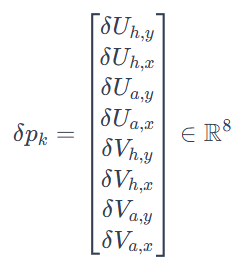 δU_{h,y}
δU_{h,x}
δU_{a,y}
δU_{a,x}
δp_k = ∈ ℝ^8
δV_{h,y}
δV_{h,x}
δV_{a,y}
δV_{a,x}